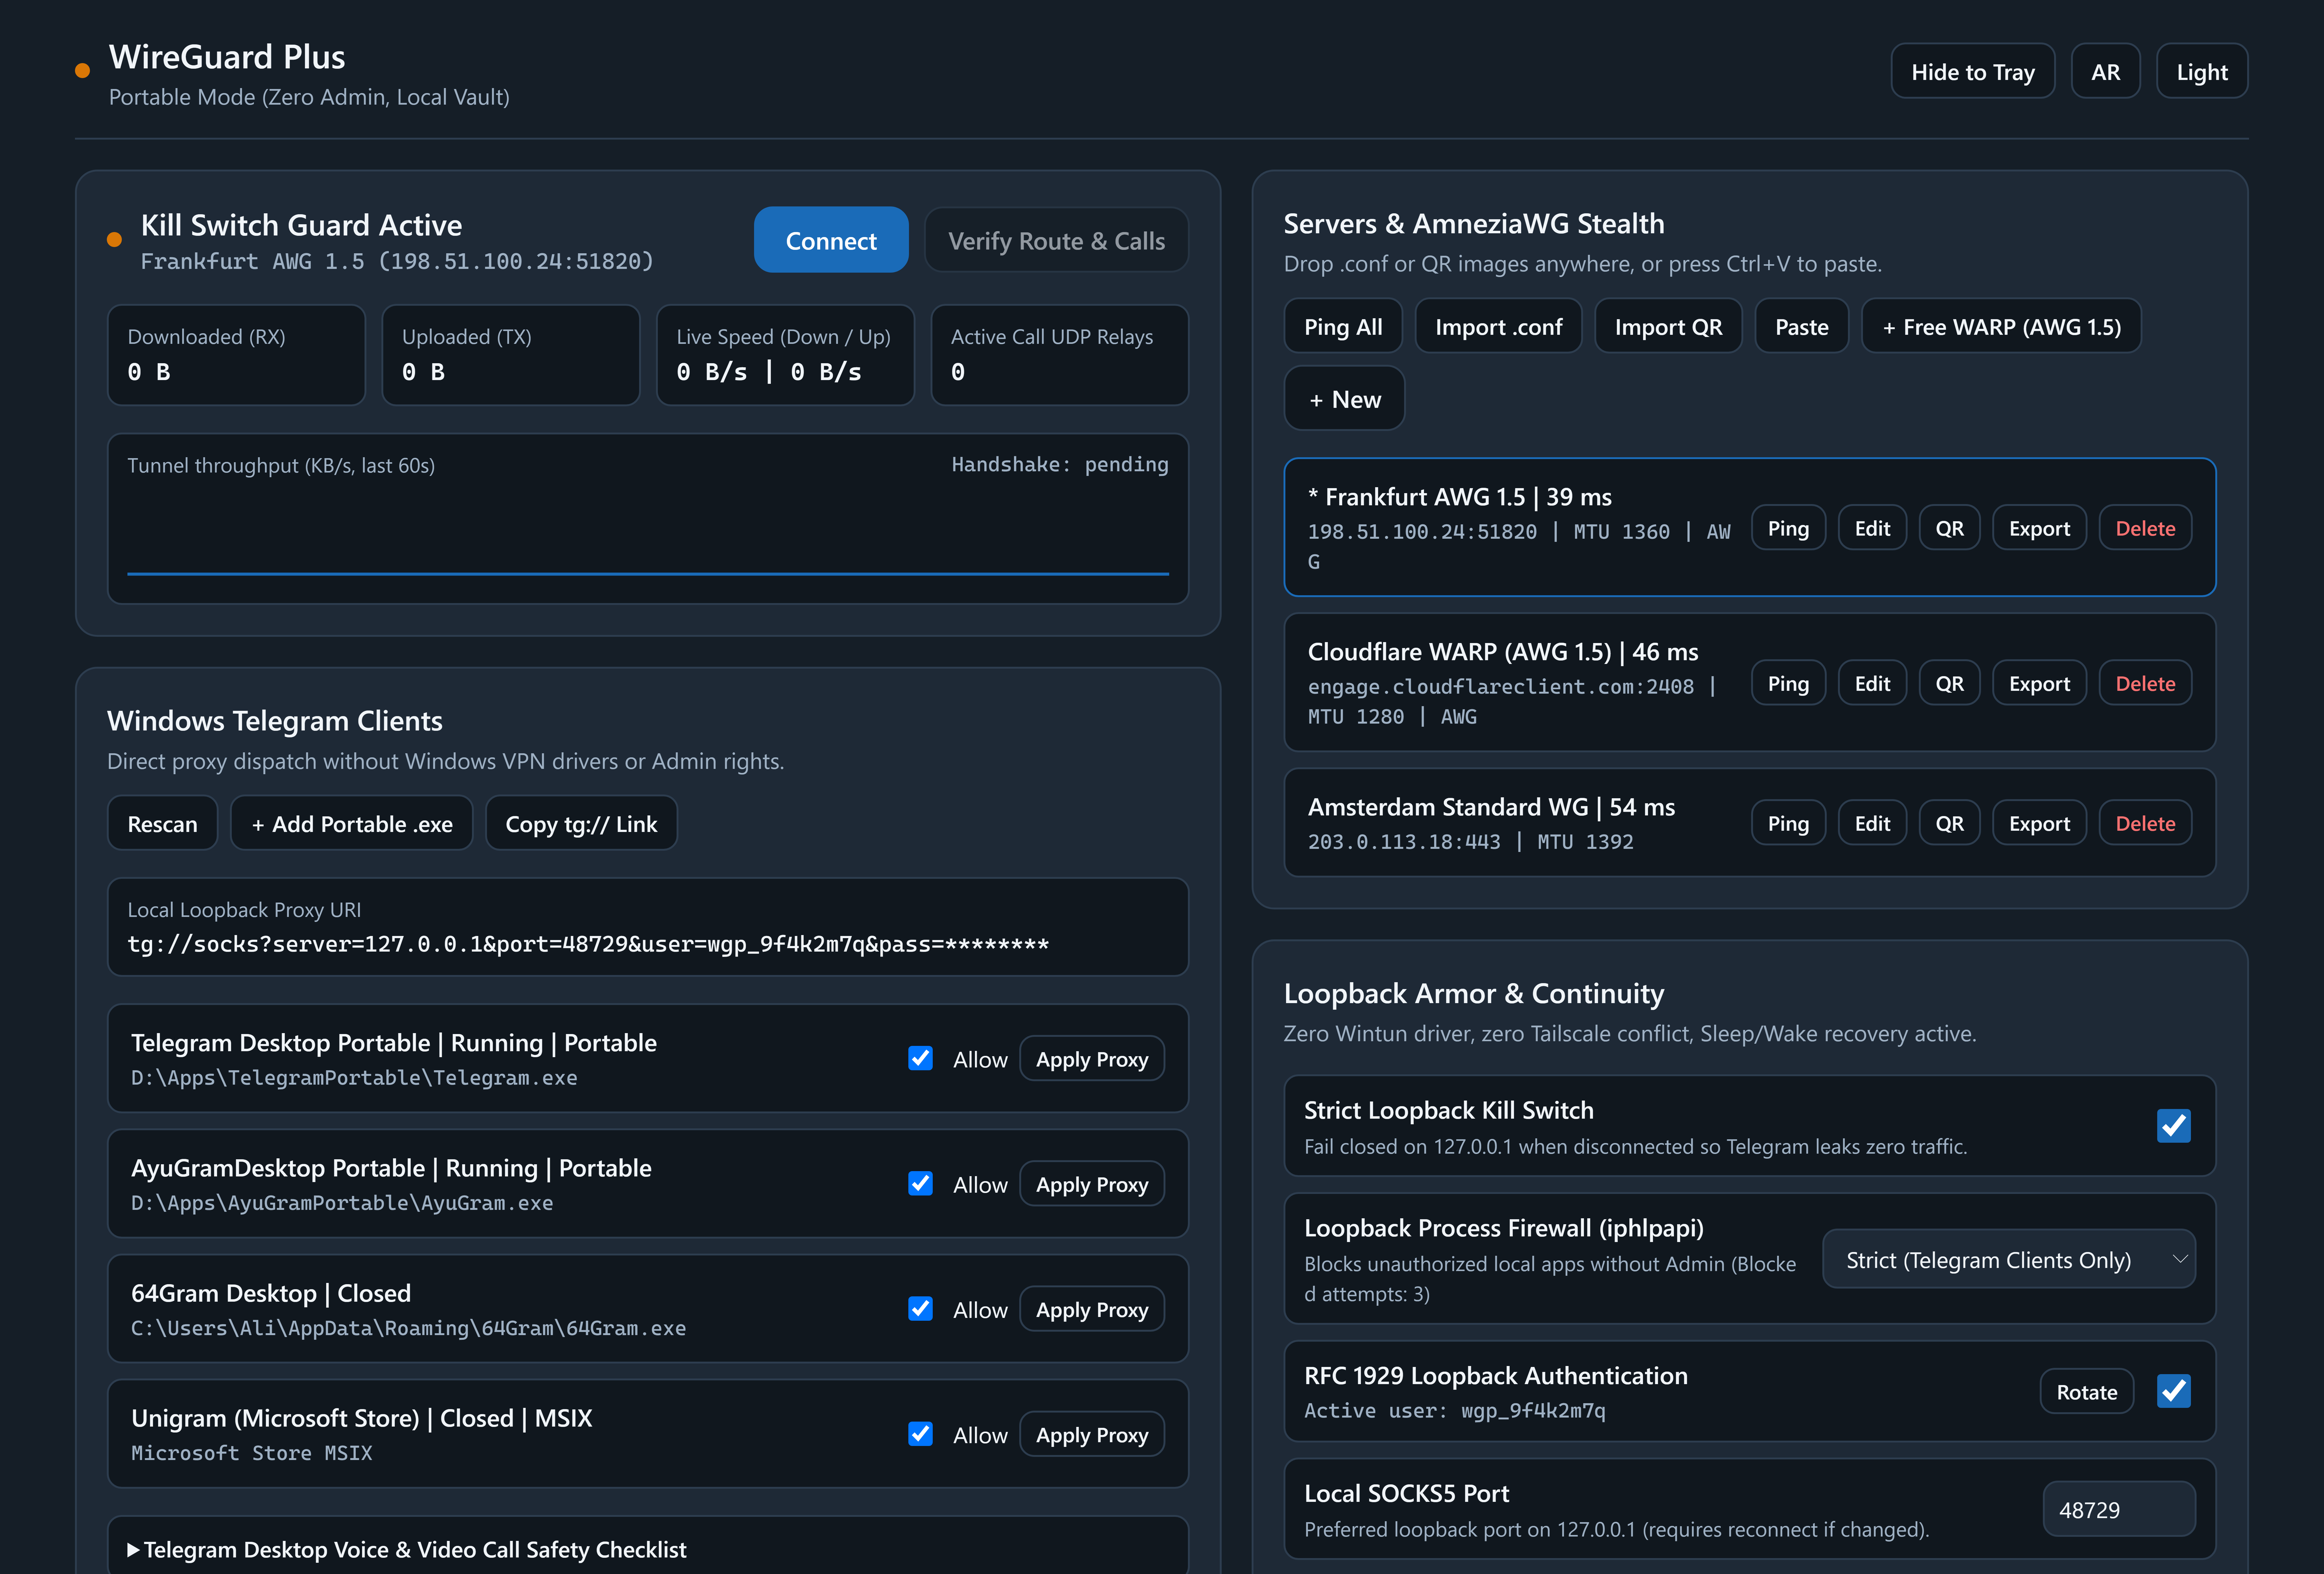 WireGuard Plus
Portable Mode (Zero Admin, Local Vault)
Hide to Tray
AR
Light
Kill Switch Guard Active
Frankfurt AWG 1.5 (198.51.100.24:51820)
Connect
Verify Route & Calls
Downloaded (RX)
0 B
Uploaded (TX)
0 B
Live Speed (Down / Up)
0 B/s | 0 B/s
Active Call UDP Relays
0
Tunnel throughput (KB/s, last 60s)
Handshake: pending
Windows Telegram Clients
Direct proxy dispatch without Windows VPN drivers or Admin rights.
Rescan
+ Add Portable .exe
Copy tg:// Link
Local Loopback Proxy URI
tg://socks?server=127.0.0.1&port=48729&user=wgp_9f4k2m7q&pass=********
Telegram Desktop Portable | Running | Portable
D:\Apps\TelegramPortable\Telegram.exe
Allow
Apply Proxy
AyuGramDesktop Portable | Running | Portable
D:\Apps\AyuGramPortable\AyuGram.exe
Allow
Apply Proxy
64Gram Desktop | Closed
C:\Users\Ali\AppData\Roaming\64Gram\64Gram.exe
Allow
Apply Proxy
Unigram (Microsoft Store) | Closed | MSIX
Microsoft Store MSIX
Allow
Apply Proxy
Telegram Desktop Voice & Video Call Safety Checklist
Servers & AmneziaWG Stealth
Drop .conf or QR images anywhere, or press Ctrl+V to paste.
Ping All
Import .conf
Import QR
Paste
+ Free WARP (AWG 1.5)
+ New
* Frankfurt AWG 1.5 | 39 ms
198.51.100.24:51820 | MTU 1360 | AW
G
Ping
Edit
QR
Export
Delete
Cloudflare WARP (AWG 1.5) | 46 ms
engage.cloudflareclient.com:2408 |
MTU 1280 | AWG
Ping
Edit
QR
Export
Delete
Amsterdam Standard WG | 54 ms
203.0.113.18:443 | MTU 1392
Ping
Edit
QR
Export
Delete
Loopback Armor & Continuity
Zero Wintun driver, zero Tailscale conflict, Sleep/Wake recovery active.
Strict Loopback Kill Switch
Fail closed on 127.0.0.1 when disconnected so Telegram leaks zero traffic.
Loopback Process Firewall (iphlpapi)
Blocks unauthorized local apps without Admin (Blocke
d attempts: 3)
Strict (Telegram Clients Only)
RFC 1929 Loopback Authentication
Active user: wgp_9f4k2m7q
Rotate
Local SOCKS5 Port
Preferred loopback port on 127.0.0.1 (requires reconnect if changed).
48729